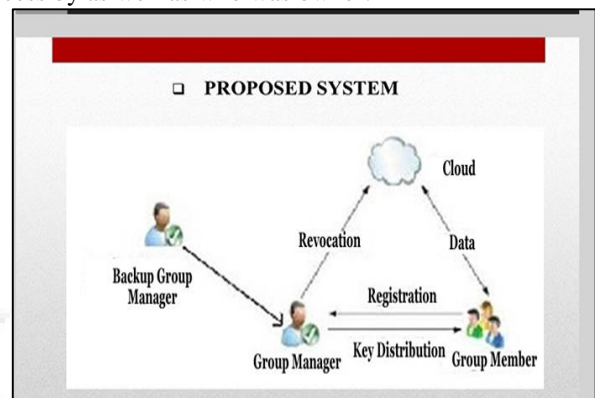 ❑ PROPOSED SYSTEM
Cloud
Revocation
Data
Backup Group
Manager
Registration
Key Distribution
Group Manager
Group Member